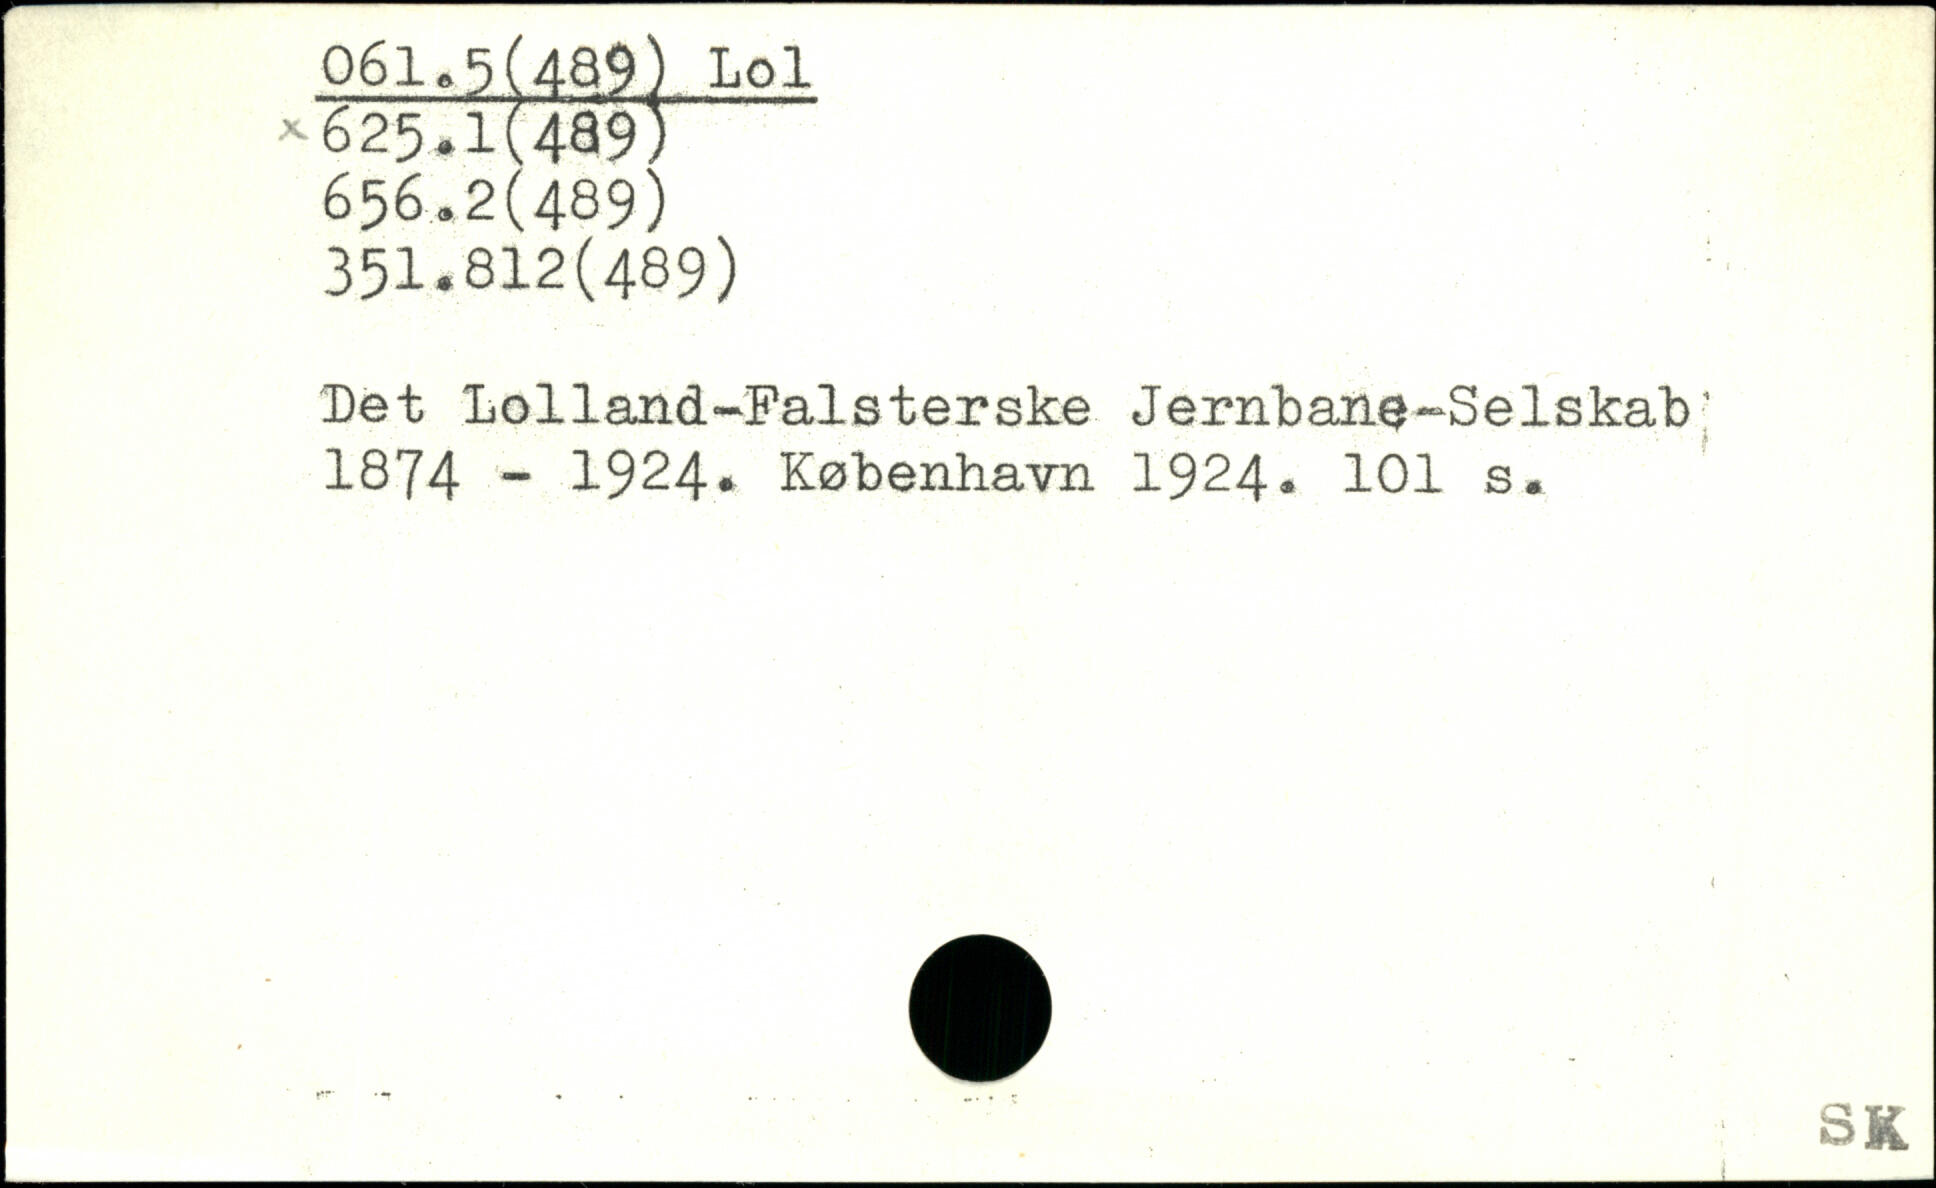 061.5(489) Lol
x 625.1(489)
656.2(489)
351.812(489)
Det Lolland-Falsterske Jernbane-Selskab
1874 - 1924. København 1924. 101 s.
SK